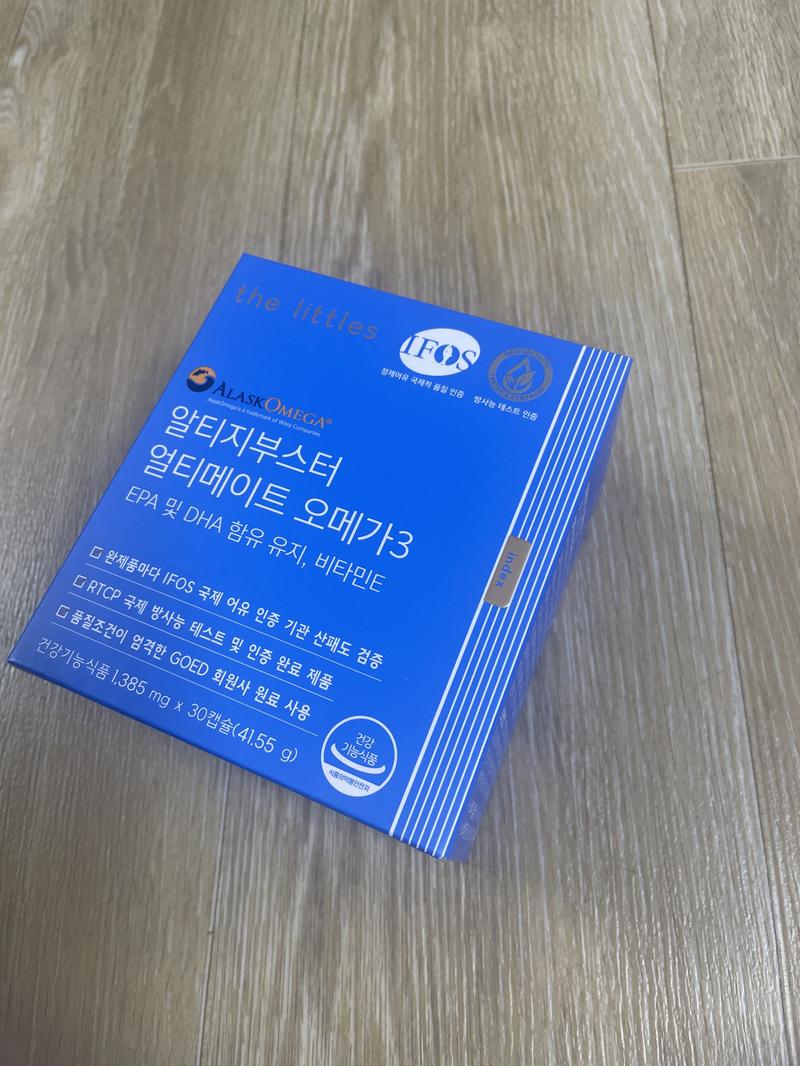 the littles
IFOS
정제어유 국제적 품질 인증
방사능 테스트 인증
ALASKOMEGA®
AlaskOmega is a trademark of Wiley Companies
알티지부스터
얼티메이트 오메가3
EPA 및 DHA 함유 유지, 비타민E
완제품마다 IFOS 국제 어유 인증 기관 산패도 검증
RTCP 국제 방사능 테스트 및 인증 완료 제품
품질조건이 엄격한 GOED 회원사 원료 사용
건강기능식품 1,385 mg x 30캡슐(41.55 g)
건강
기능식품
식품의약품안전처
index